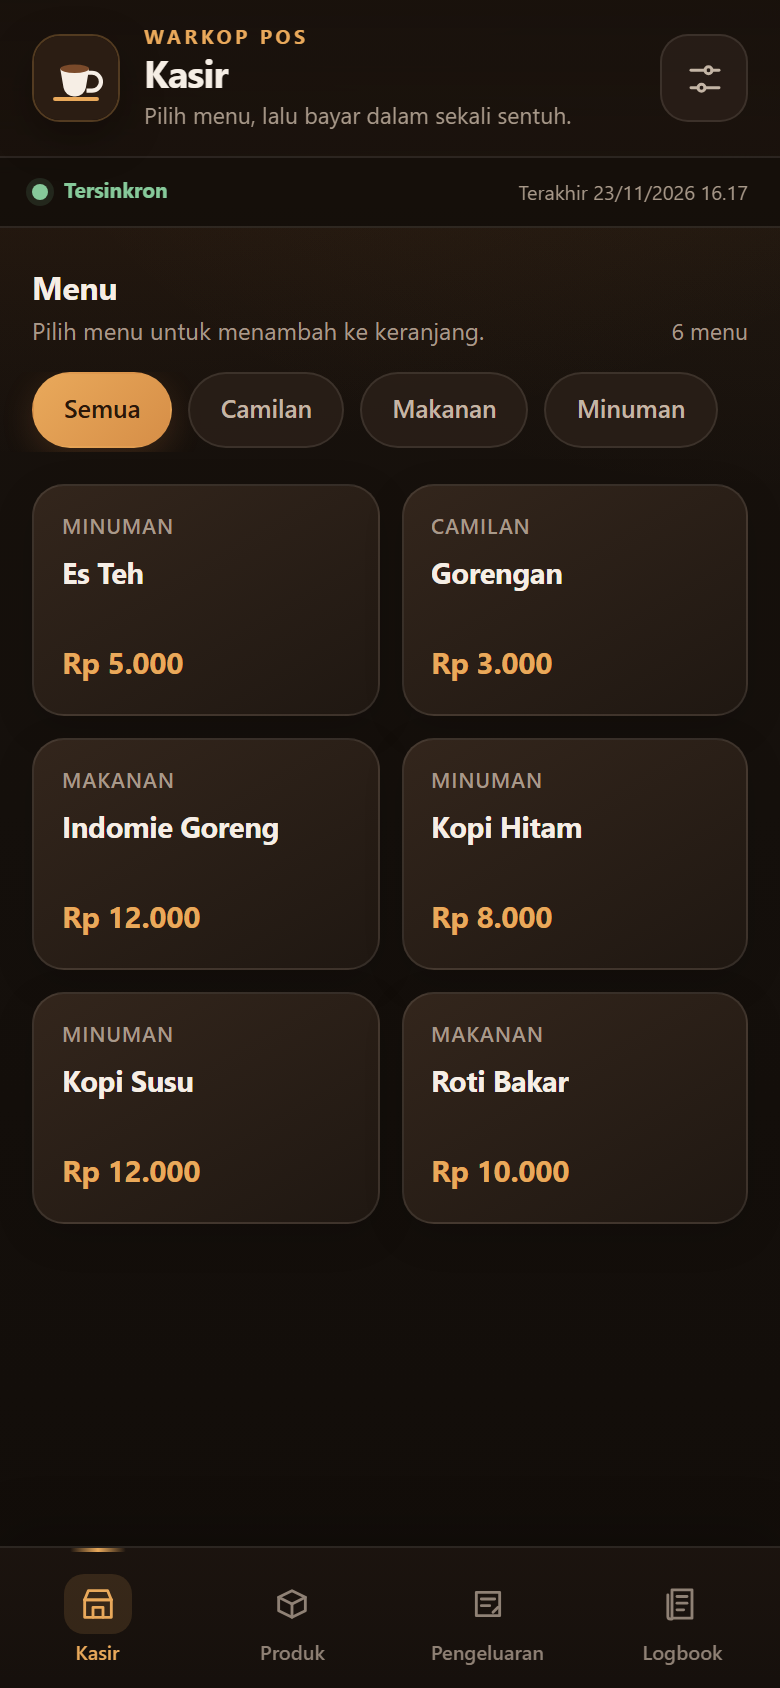 WARKOP POS
Kasir
Pilih menu, lalu bayar dalam sekali sentuh.
Tersinkron
Terakhir 23/11/2026 16.17
Menu
Pilih menu untuk menambah ke keranjang.
6 menu
Semua
Camilan
Makanan
Minuman
MINUMAN
Es Teh
Rp 5.000
CAMILAN
Gorengan
Rp 3.000
MAKANAN
Indomie Goreng
Rp 12.000
MINUMAN
Kopi Hitam
Rp 8.000
MINUMAN
Kopi Susu
Rp 12.000
MAKANAN
Roti Bakar
Rp 10.000
Kasir
Produk
Pengeluaran
Logbook